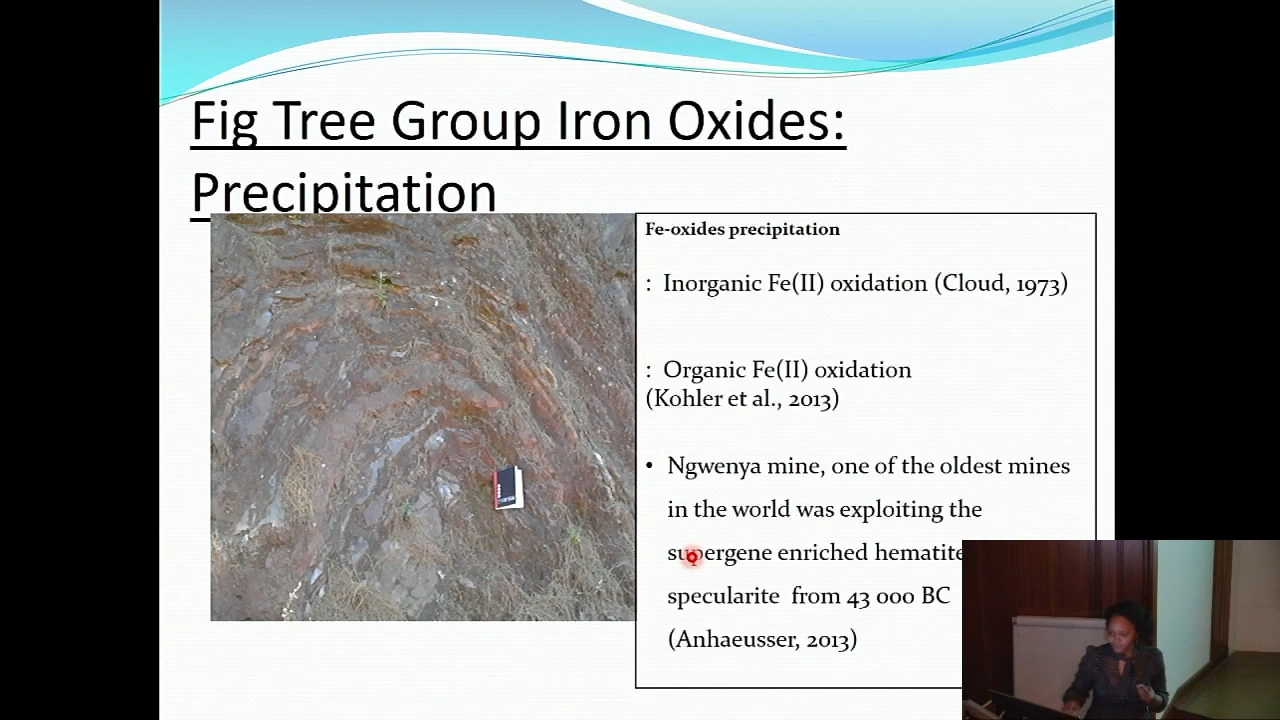 Fig Tree Group Iron Oxides:
Precipitation
Fe-oxides precipitation
: Inorganic Fe(II) oxidation (Cloud, 1973)
: Organic Fe(II) oxidation
(Kohler et al., 2013)
• Ngwenya mine, one of the oldest mines
in the world was exploiting the
supergene enriched hematite
specularite from 43 000 BC
(Anhaeusser, 2013)